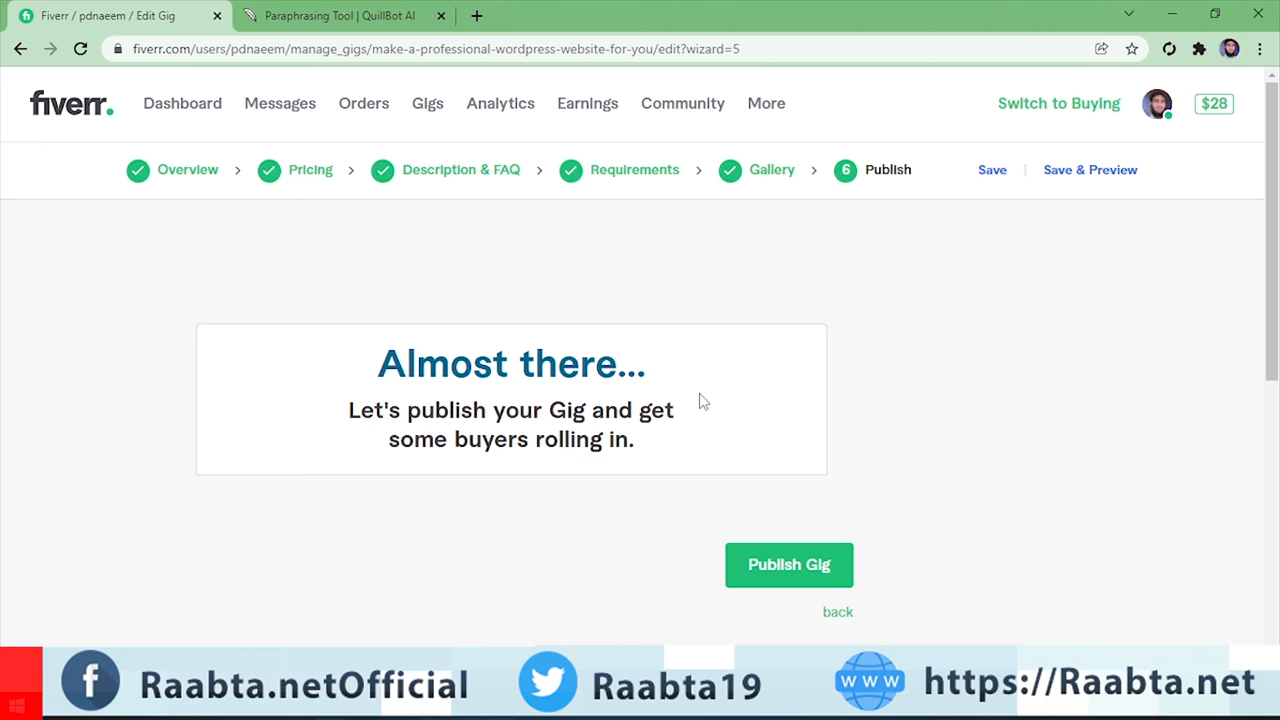 Fiverr / pdnaeem / Edit Gig
Paraphrasing Tool | QuillBot AI
fiverr.com/users/pdnaeem/manage_gigs/make-a-professional-wordpress-website-for-you/edit?wizard=5
fiverr. Dashboard Messages Orders Gigs Analytics Earnings Community More Switch to Buying $28
Overview > Pricing > Description & FAQ > Requirements > Gallery > 6 Publish Save | Save & Preview
Almost there...
Let's publish your Gig and get
some buyers rolling in.
Publish Gig
back
Raabta.netOfficial Raabta19 www https://Raabta.net